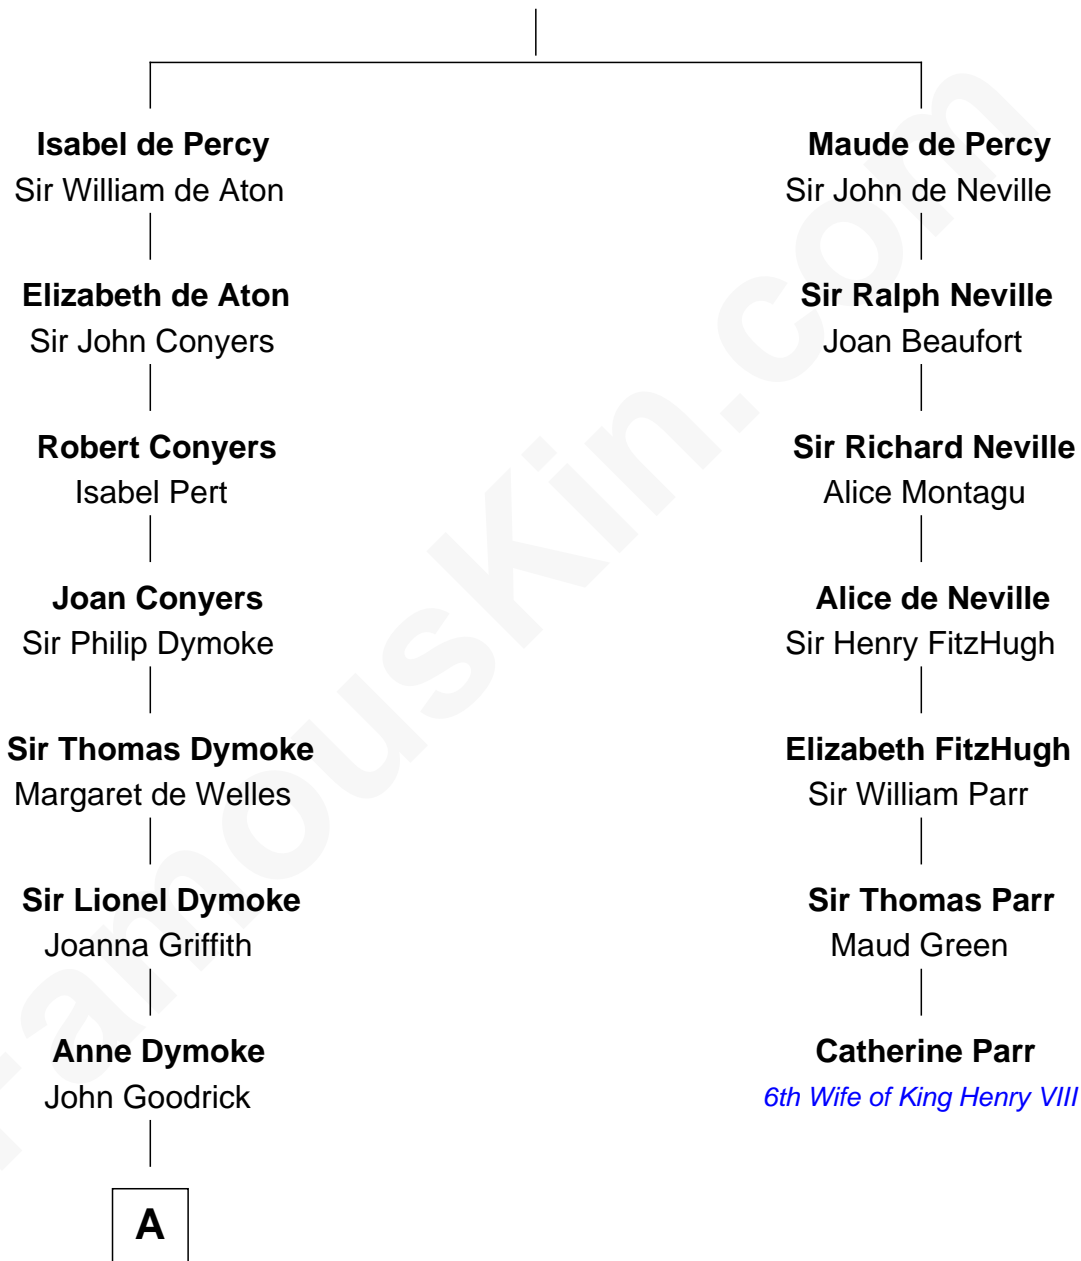 Isabel de Percy
Sir William de Aton
Maude de Percy
Sir John de Neville
Elizabeth de Aton
Sir John Conyers
Sir Ralph Neville
Joan Beaufort
Robert Conyers
Isabel Pert
Sir Richard Neville
Alice Montagu
Joan Conyers
Sir Philip Dymoke
Alice de Neville
Sir Henry FitzHugh
Sir Thomas Dymoke
Margaret de Welles
Elizabeth FitzHugh
Sir William Parr
Sir Lionel Dymoke
Joanna Griffith
Sir Thomas Parr
Maud Green
Anne Dymoke
John Goodrick
Catherine Parr
6th Wife of King Henry VIII
A
FamousKin.com